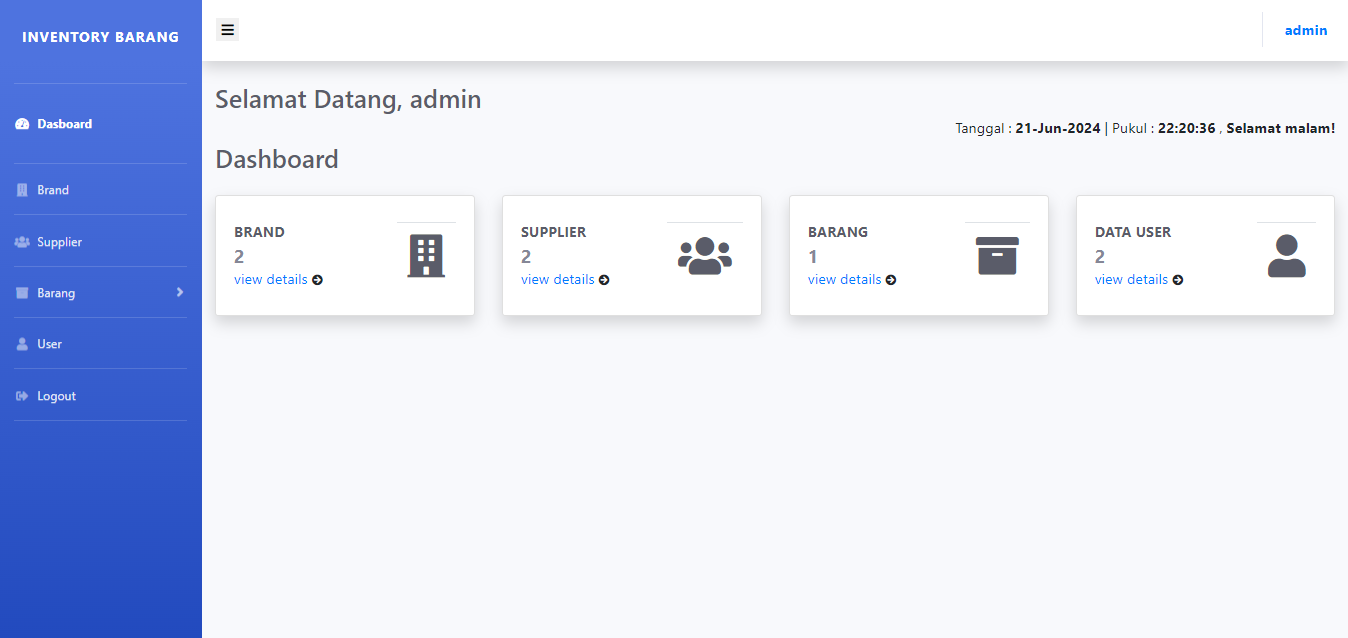 INVENTORY BARANG
admin
Dasboard
Brand
Supplier
Barang
User
Logout
Selamat Datang, admin
Tanggal : 21-Jun-2024 | Pukul : 22:20:36 , Selamat malam!
Dashboard
BRAND
2
view details
SUPPLIER
2
view details
BARANG
1
view details
DATA USER
2
view details